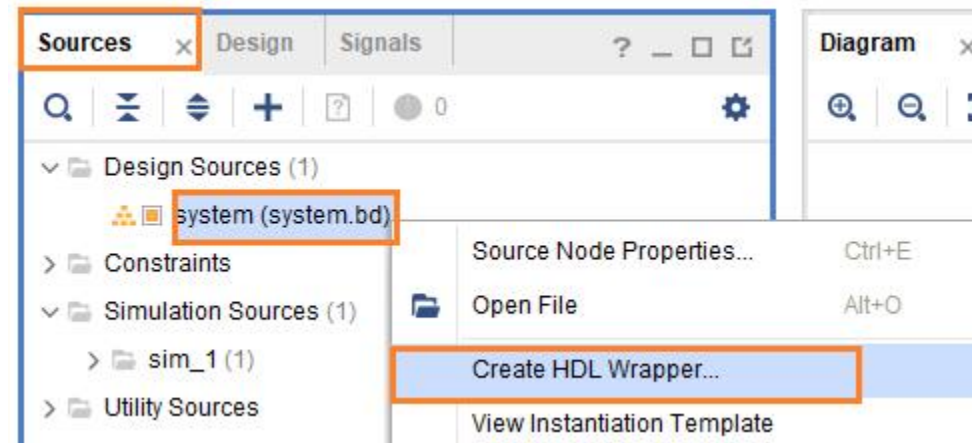 Sources Design Signals ? Diagram
0
Design Sources (1)
system (system.bd)
Source Node Properties... Ctrl+E
Constraints
Open File Alt+O
Simulation Sources (1)
sim_1 (1)
Create HDL Wrapper...
Utility Sources
View Instantiation Template